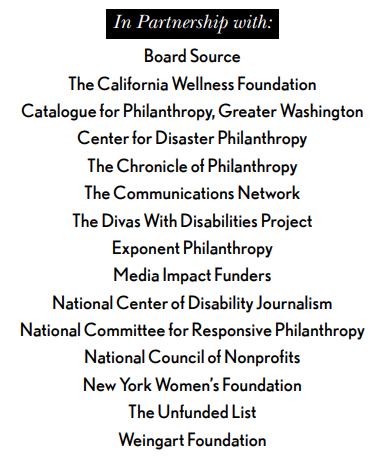 In Partnership with:
Board Source
The California Wellness Foundation
Catalogue for Philanthropy, Greater Washington
Center for Disaster Philanthropy
The Chronicle of Philanthropy
The Communications Network
The Divas With Disabilities Project
Exponent Philanthropy
Media Impact Funders
National Center of Disability Journalism
National Committee for Responsive Philanthropy
National Council of Nonprofits
New York Women's Foundation
The Unfunded List
Weingart Foundation